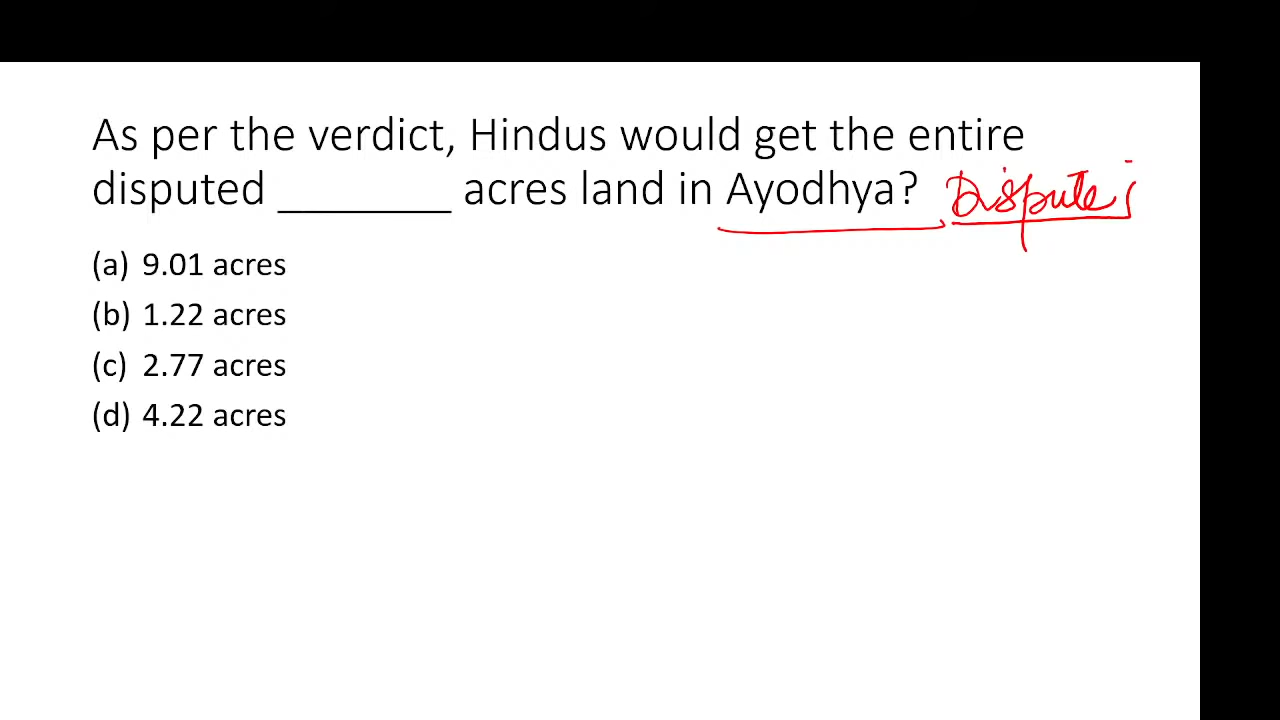 As per the verdict, Hindus would get the entire
disputed ________ acres land in Ayodhya? Dispute
(a) 9.01 acres
(b) 1.22 acres
(c) 2.77 acres
(d) 4.22 acres